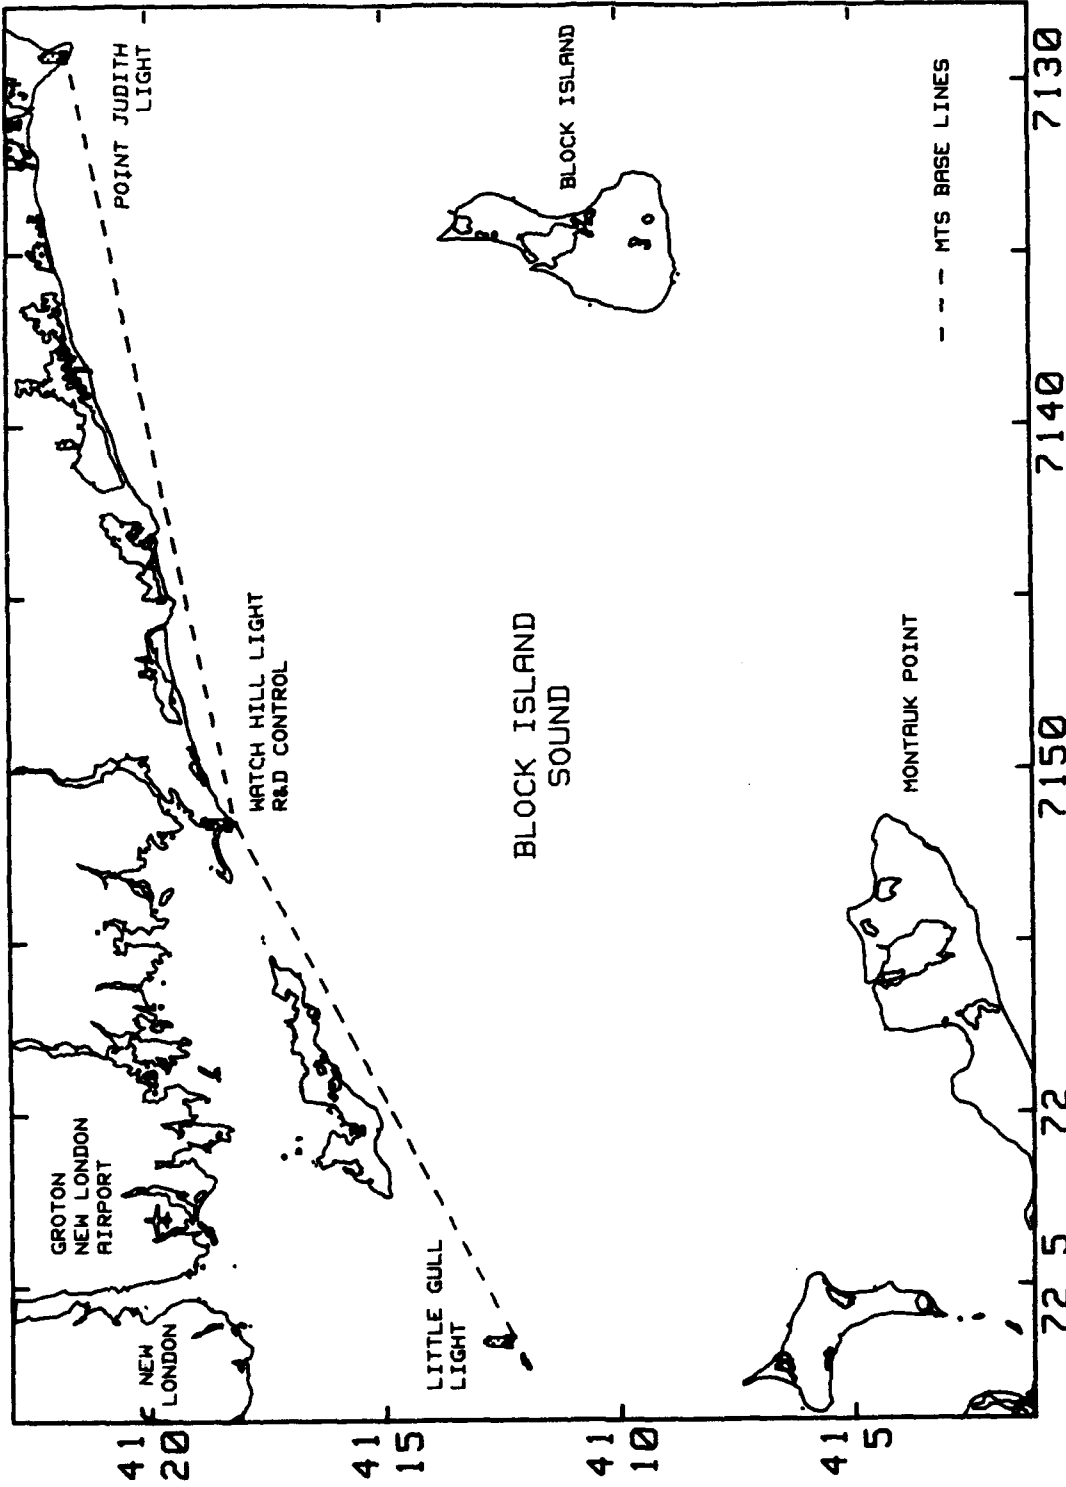 GROTON
NEW LONDON
AIRPORT
POINT JUDITH
LIGHT
NEW
LONDON
41
20
WATCH HILL LIGHT
R&D CONTROL
41
15
LITTLE GULL
LIGHT
BLOCK ISLAND
SOUND
BLOCK ISLAND
41
10
41
5
MONTAUK POINT
- - - MTS BASE LINES
72 5
72
7150
7140
7130